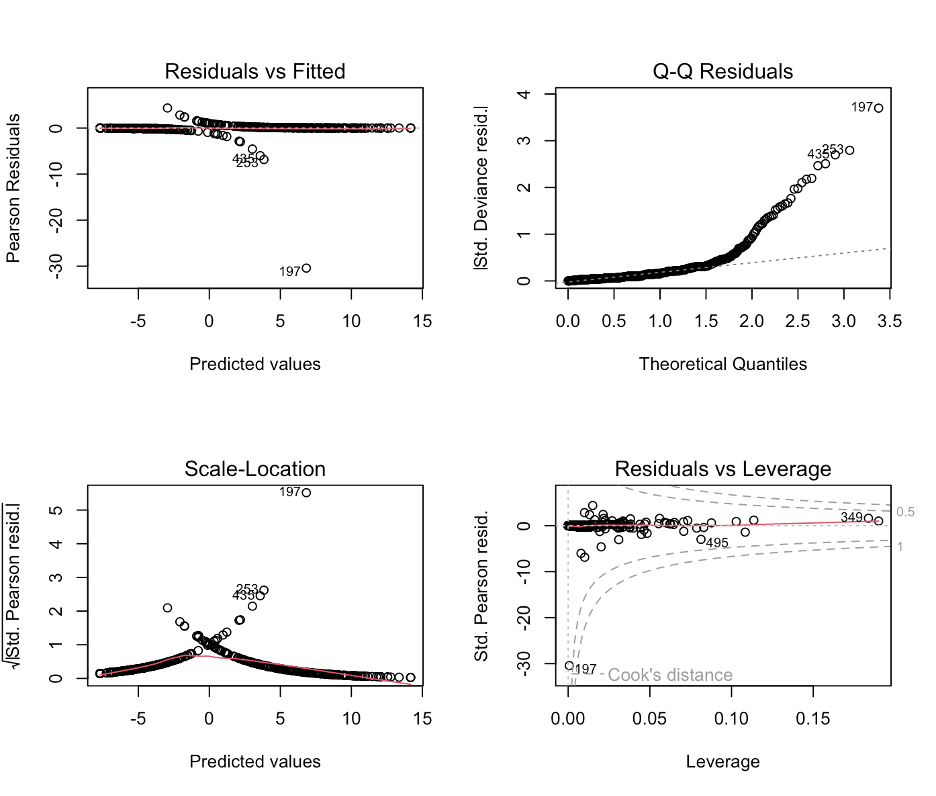 Residuals vs Fitted
Pearson Residuals
0
-10
-20
-30
435
253
197
-5 0 5 10 15
Predicted values
Q-Q Residuals
|Std. Deviance resid.|
4
3
2
1
0
197
253
435
0.0 0.5 1.0 1.5 2.0 2.5 3.0 3.5
Theoretical Quantiles
Scale-Location
√|Std. Pearson resid.|
5
4
3
2
1
0
197
253
435
-5 0 5 10 15
Predicted values
Residuals vs Leverage
Std. Pearson resid.
0
-10
-20
-30
349
0.5
495
1
197
Cook's distance
0.00 0.05 0.10 0.15
Leverage